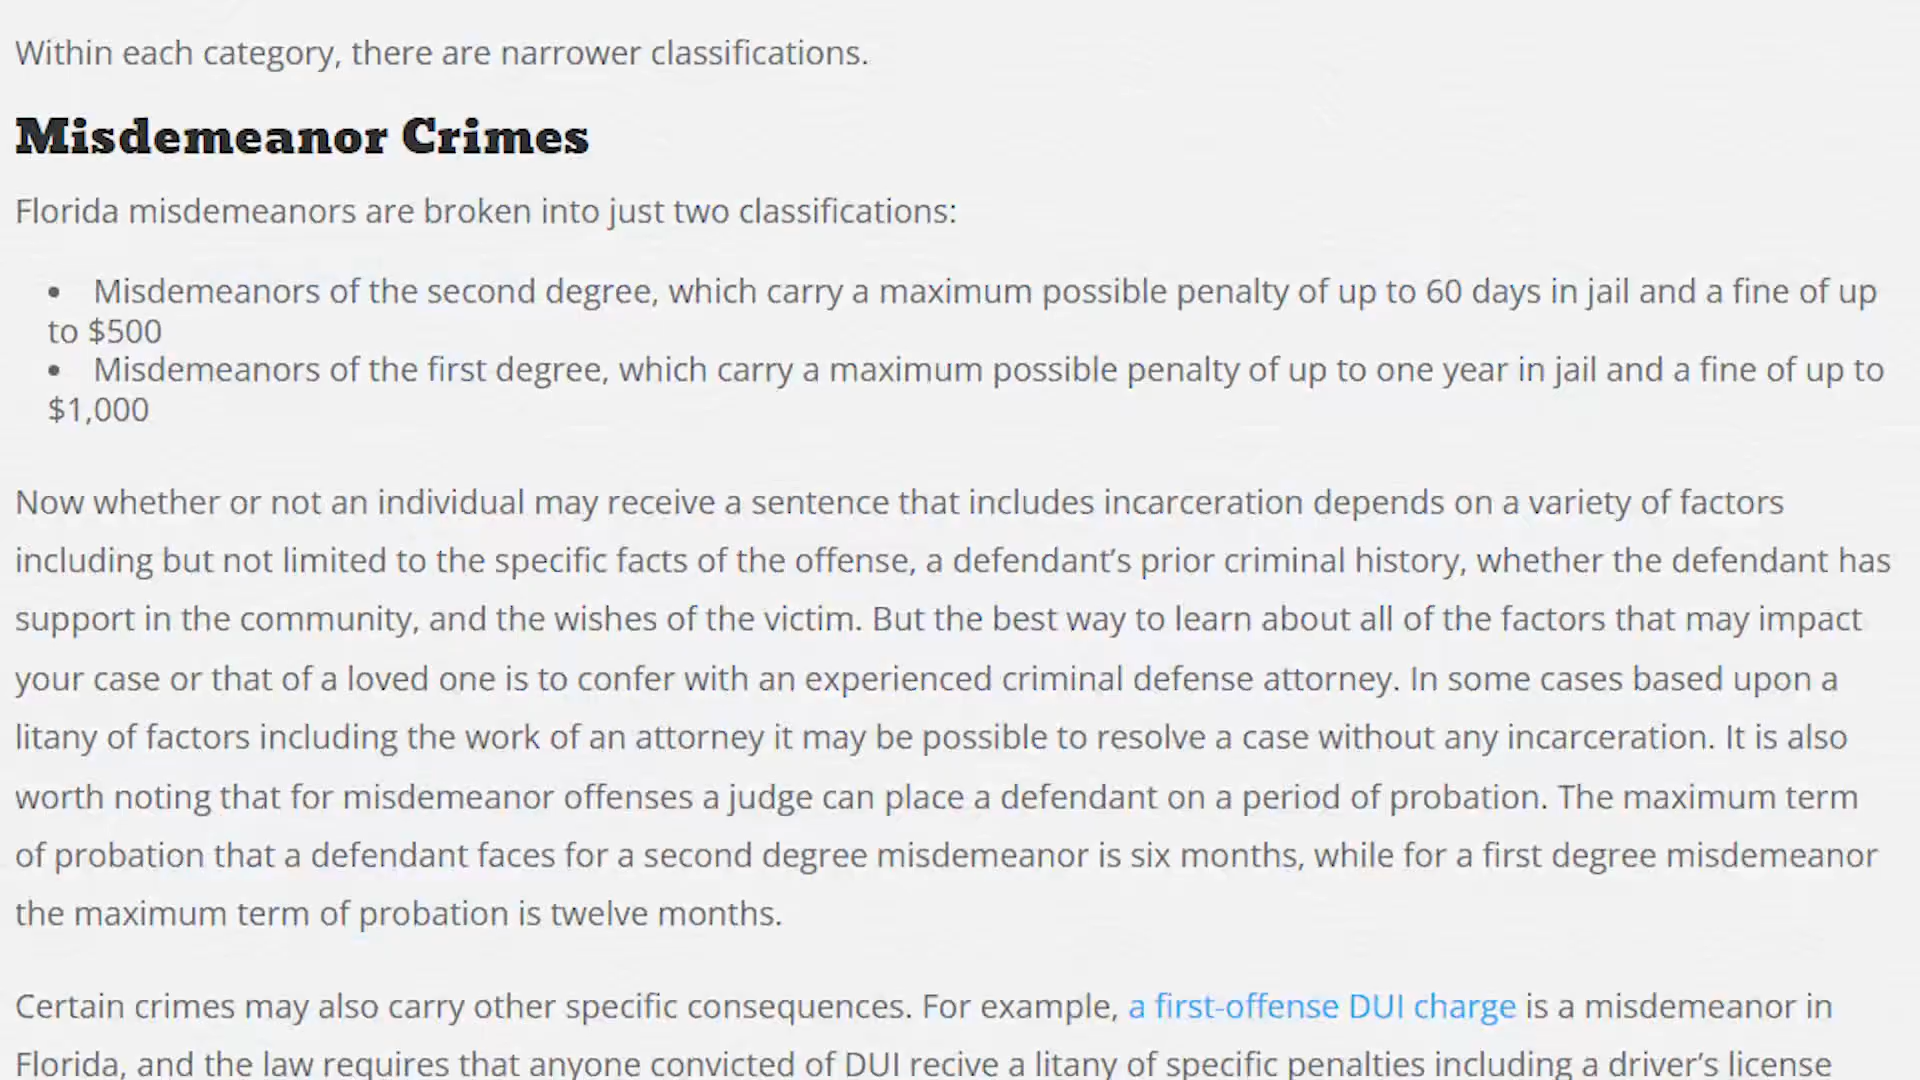 Within each category, there are narrower classifications.
Misdemeanor Crimes
Florida misdemeanors are broken into just two classifications:
• Misdemeanors of the second degree, which carry a maximum possible penalty of up to 60 days in jail and a fine of up
to $500
• Misdemeanors of the first degree, which carry a maximum possible penalty of up to one year in jail and a fine of up to
$1,000
Now whether or not an individual may receive a sentence that includes incarceration depends on a variety of factors
including but not limited to the specific facts of the offense, a defendant’s prior criminal history, whether the defendant has
support in the community, and the wishes of the victim. But the best way to learn about all of the factors that may impact
your case or that of a loved one is to confer with an experienced criminal defense attorney. In some cases based upon a
litany of factors including the work of an attorney it may be possible to resolve a case without any incarceration. It is also
worth noting that for misdemeanor offenses a judge can place a defendant on a period of probation. The maximum term
of probation that a defendant faces for a second degree misdemeanor is six months, while for a first degree misdemeanor
the maximum term of probation is twelve months.
Certain crimes may also carry other specific consequences. For example, a first-offense DUI charge is a misdemeanor in
Florida, and the law requires that anyone convicted of DUI recive a litany of specific penalties including a driver’s license